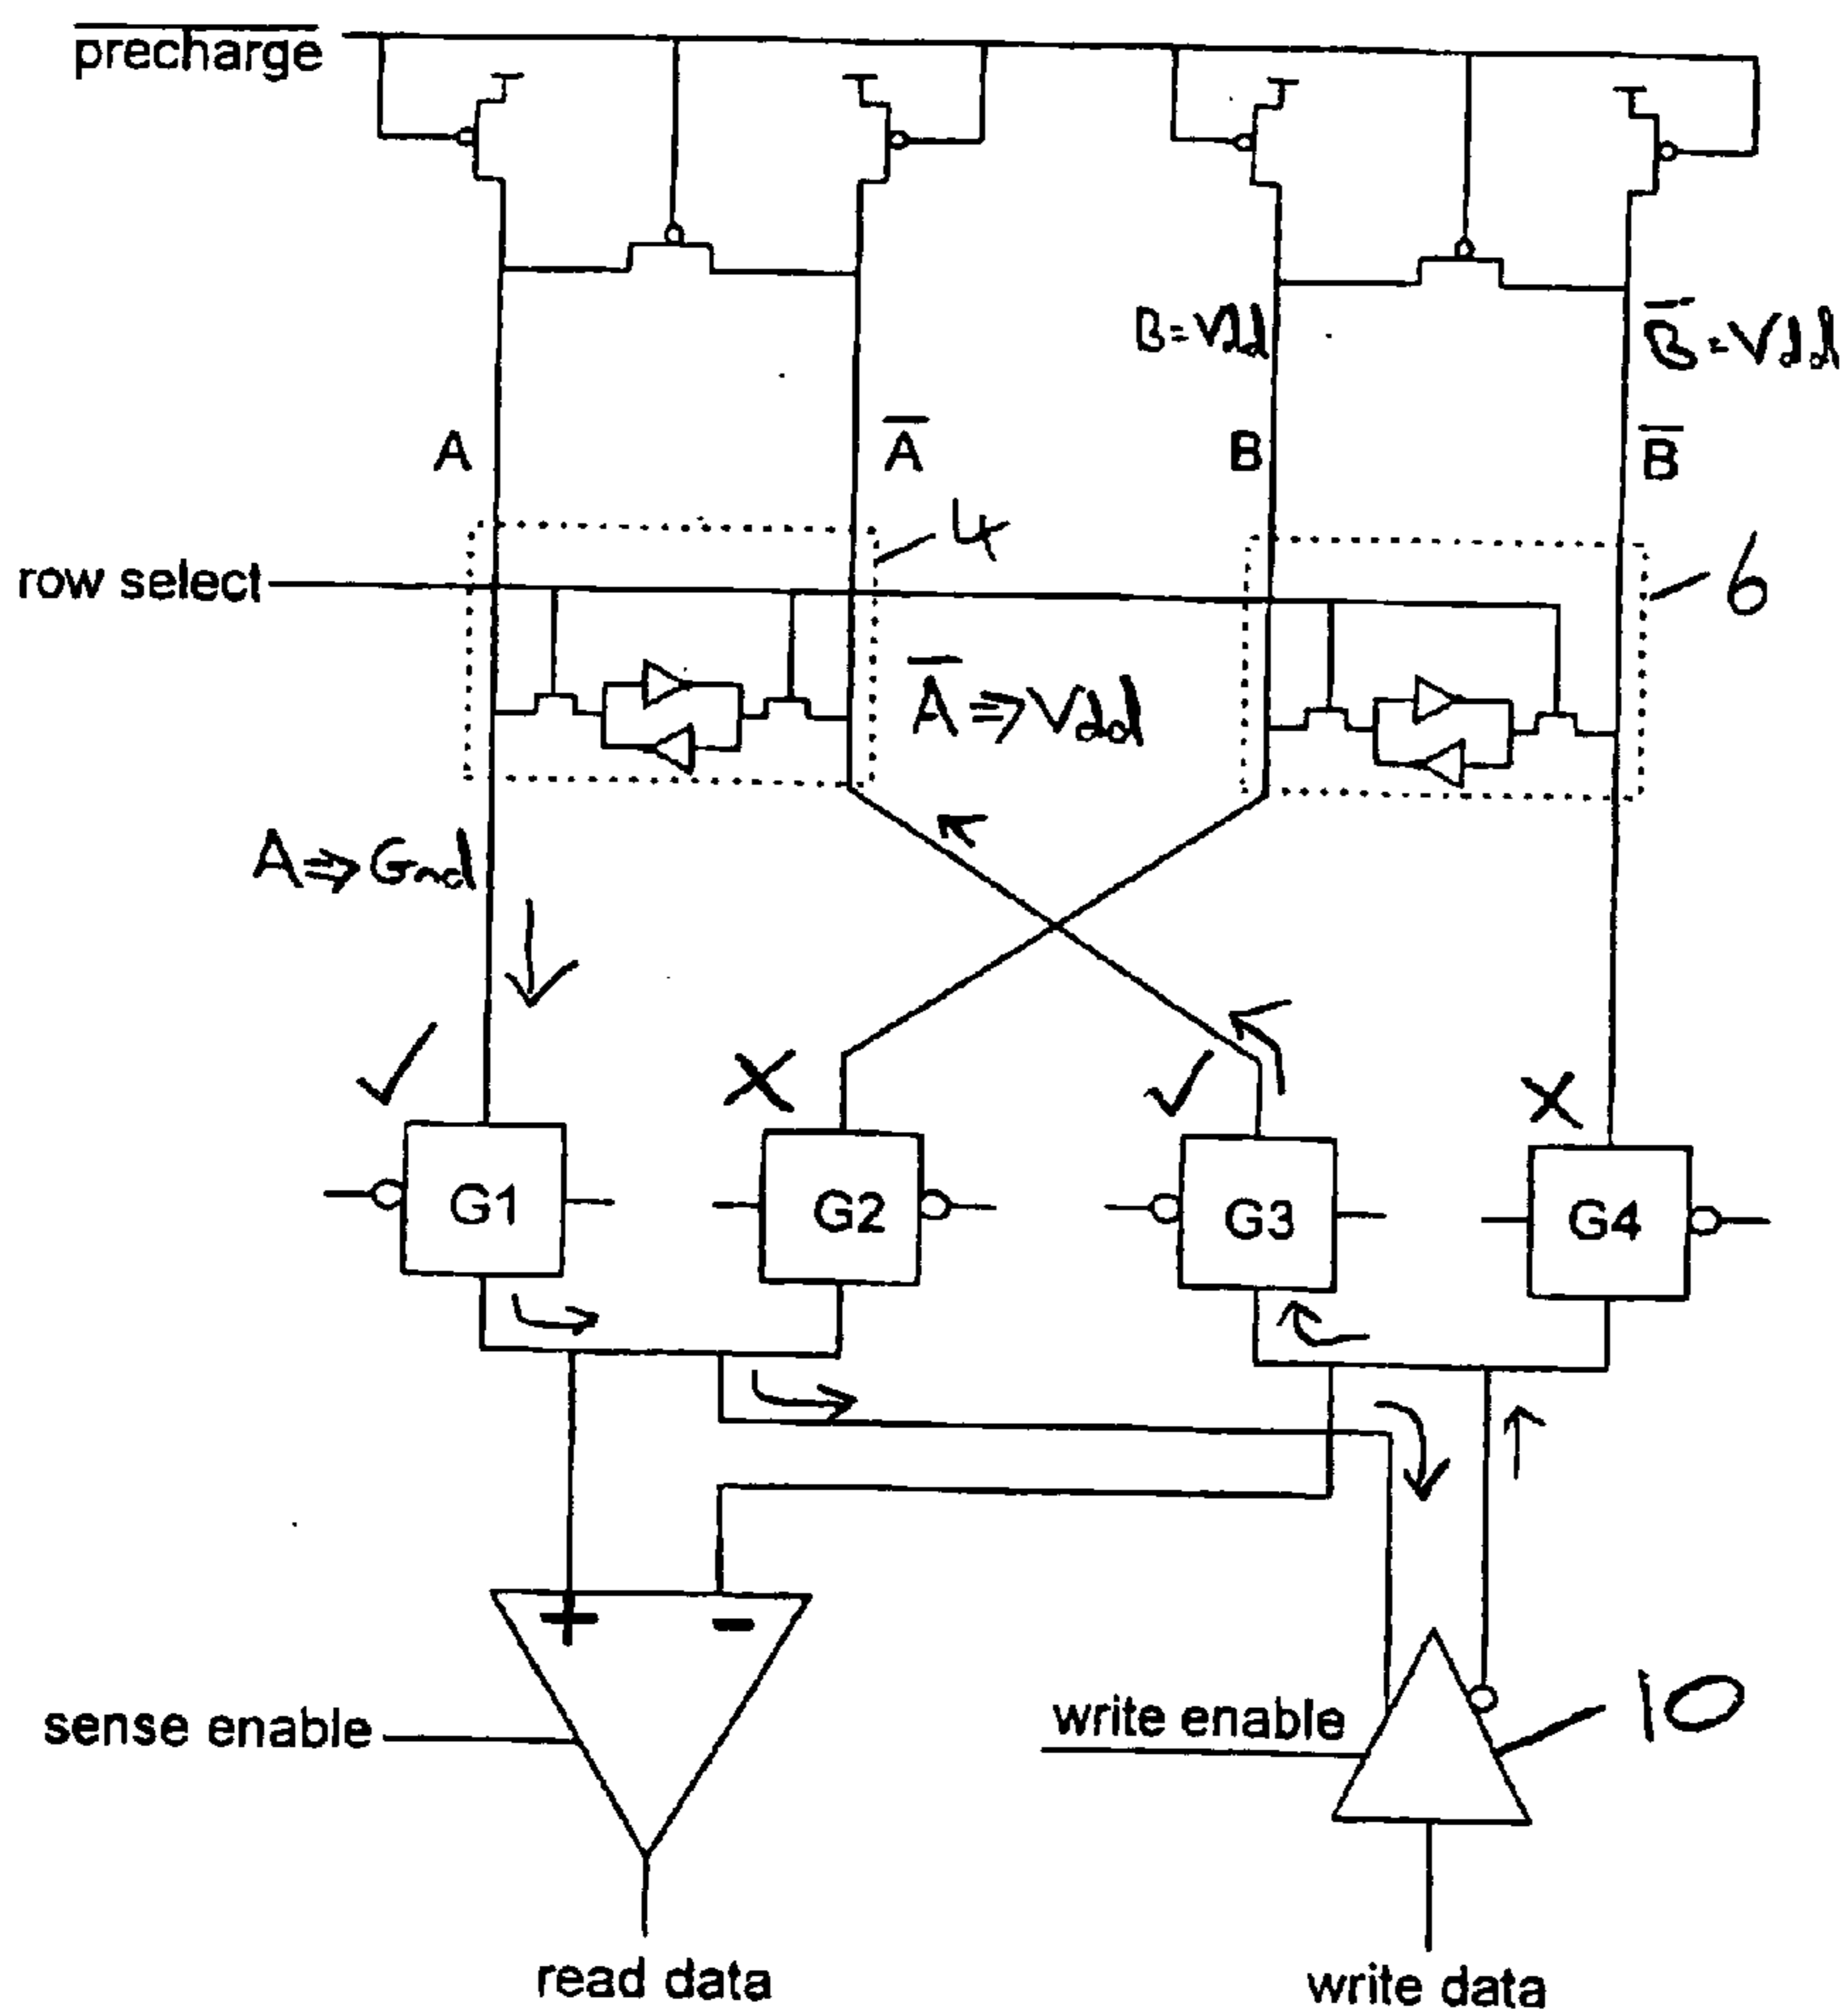 p̅r̅e̅c̅h̅a̅r̅g̅e̅
B=Vdd
B̅=Vdd
A
A̅
B
B̅
4
row select
6
A̅⇒Vdd
A⇒Gnd
✓
X
✓
X
G1
G2
G3
G4
+
-
sense enable
write enable
10
read data
write data